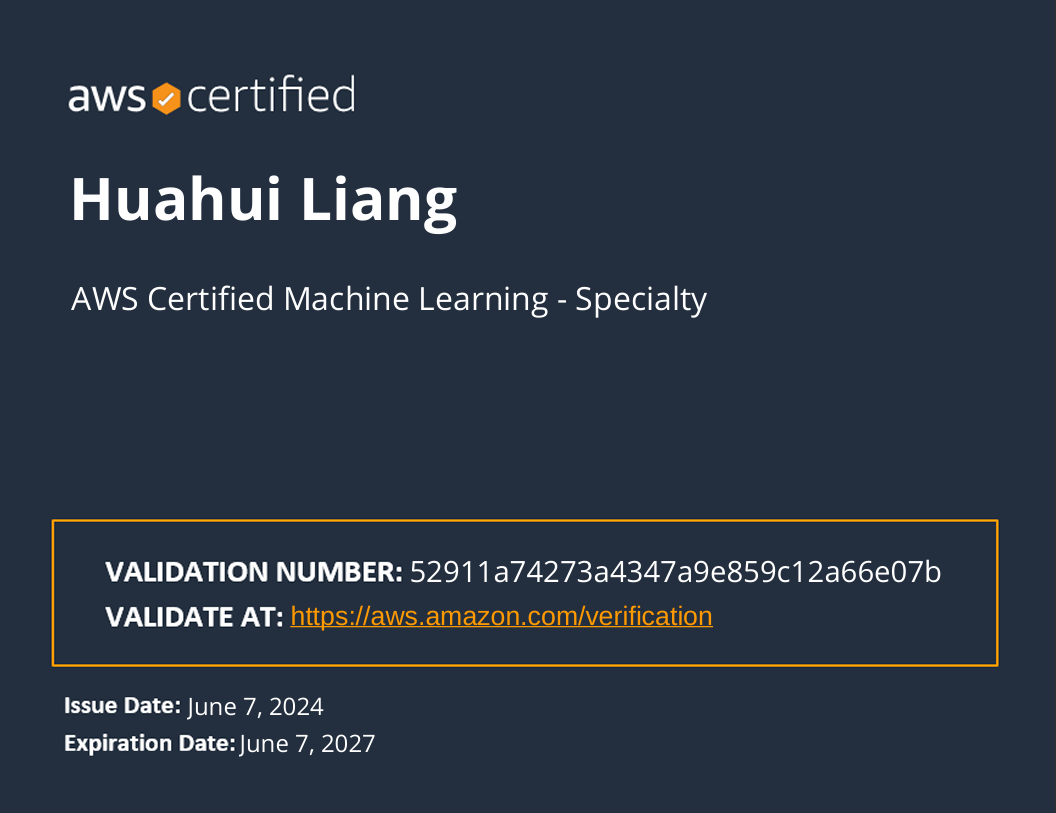 aws certified
Huahui Liang
AWS Certified Machine Learning - Specialty
VALIDATION NUMBER: 52911a74273a4347a9e859c12a66e07b
VALIDATE AT: https://aws.amazon.com/verification
Issue Date: June 7, 2024
Expiration Date: June 7, 2027